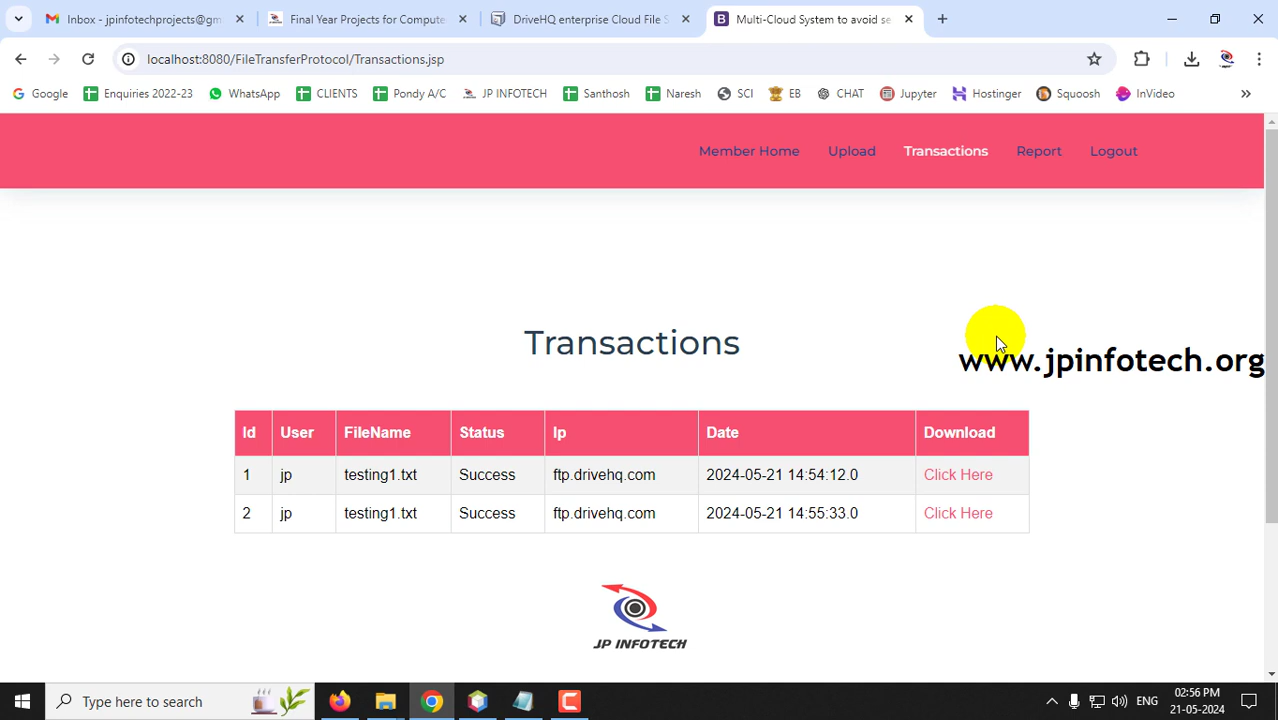 Inbox - jpinfotechprojects@gm
Final Year Projects for Compute
DriveHQ enterprise Cloud File S
Multi-Cloud System to avoid se
localhost:8080/FileTransferProtocol/Transactions.jsp
Google Enquiries 2022-23 WhatsApp CLIENTS Pondy A/C JP INFOTECH Santhosh Naresh SCI EB CHAT Jupyter Hostinger Squoosh InVideo
Member Home Upload Transactions Report Logout
Transactions
www.jpinfotech.org
Id User FileName Status Ip Date Download
1 jp testing1.txt Success ftp.drivehq.com 2024-05-21 14:54:12.0 Click Here
2 jp testing1.txt Success ftp.drivehq.com 2024-05-21 14:55:33.0 Click Here
JP INFOTECH
Type here to search
ENG
02:56 PM
21-05-2024